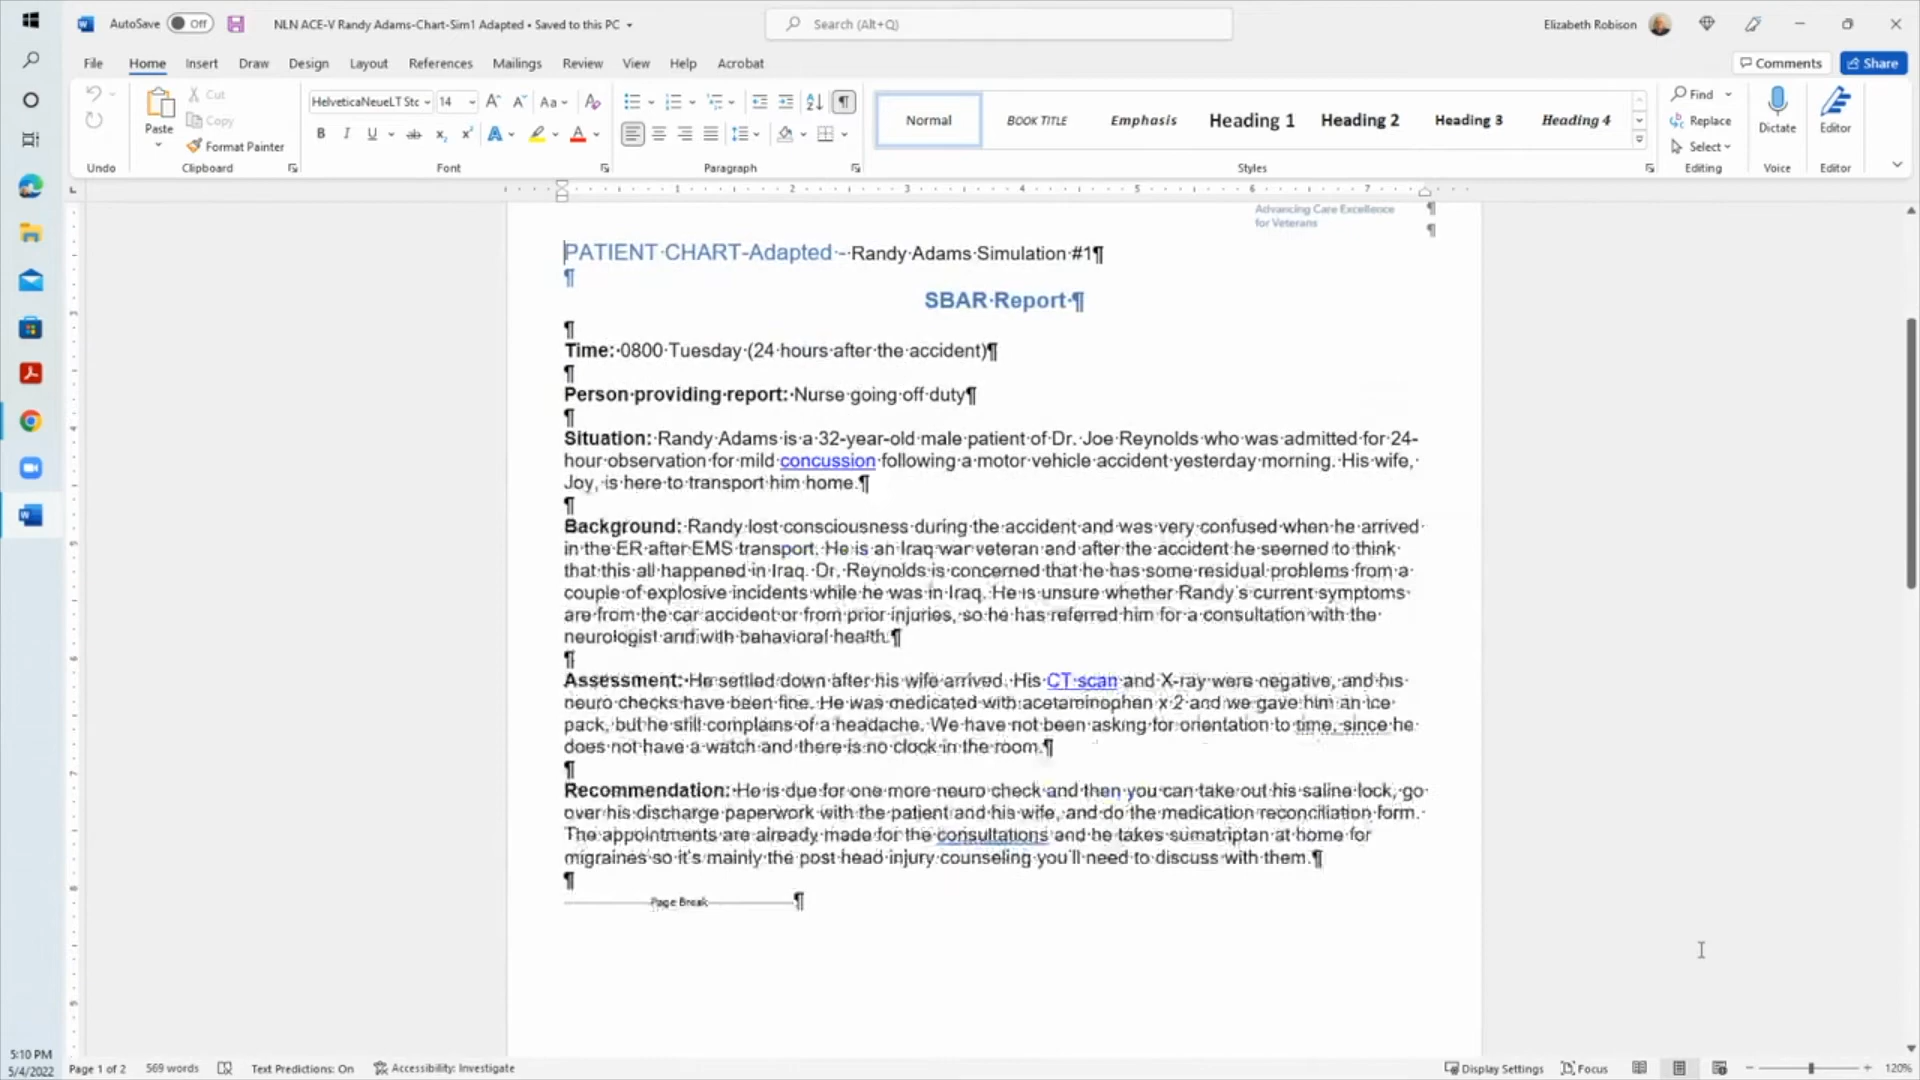 AutoSave Off NLN ACE-V Randy Adams-Chart-Sim1 Adapted • Saved to this PC Search (Alt+Q) Elizabeth Robison
File Home Insert Draw Design Layout References Mailings Review View Help Acrobat Comments Share
Paste Cut Copy Format Painter HelveticaNeueLT Stc 14 Normal BOOK TITLE Emphasis Heading 1 Heading 2 Heading 3 Heading 4 Find Replace Select Dictate Editor
Undo Clipboard Font Paragraph Styles Editing Voice Editor
1 2 3 4 5 6 7
Advancing Care Excellence
for Veterans
PATIENT CHART-Adapted - Randy Adams Simulation #1¶
SBAR Report ¶
Time: 0800 Tuesday (24 hours after the accident)¶
Person providing report: Nurse going off duty¶
Situation: Randy Adams is a 32-year-old male patient of Dr. Joe Reynolds who was admitted for 24-
hour observation for mild concussion following a motor vehicle accident yesterday morning. His wife,
Joy, is here to transport him home.¶
Background: Randy lost consciousness during the accident and was very confused when he arrived
in the ER after EMS transport. He is an Iraq war veteran and after the accident he seemed to think
that this all happened in Iraq. Dr. Reynolds is concerned that he has some residual problems from a
couple of explosive incidents while he was in Iraq. He is unsure whether Randy's current symptoms
are from the car accident or from prior injuries, so he has referred him for a consultation with the
neurologist and with behavioral health.¶
Assessment: He settled down after his wife arrived. His CT scan and X-ray were negative, and his
neuro checks have been fine. He was medicated with acetaminophen x 2 and we gave him an ice
pack, but he still complains of a headache. We have not been asking for orientation to time, since he
does not have a watch and there is no clock in the room.¶
Recommendation: He is due for one more neuro check and then you can take out his saline lock, go
over his discharge paperwork with the patient and his wife, and do the medication reconciliation form.
The appointments are already made for the consultations and he takes sumatriptan at home for
migraines so it's mainly the post head injury counseling you'll need to discuss with them.¶
Page Break ¶
5:10 PM
5/4/2022
Page 1 of 2 569 words Text Predictions: On Accessibility: Investigate Display Settings Focus 120%